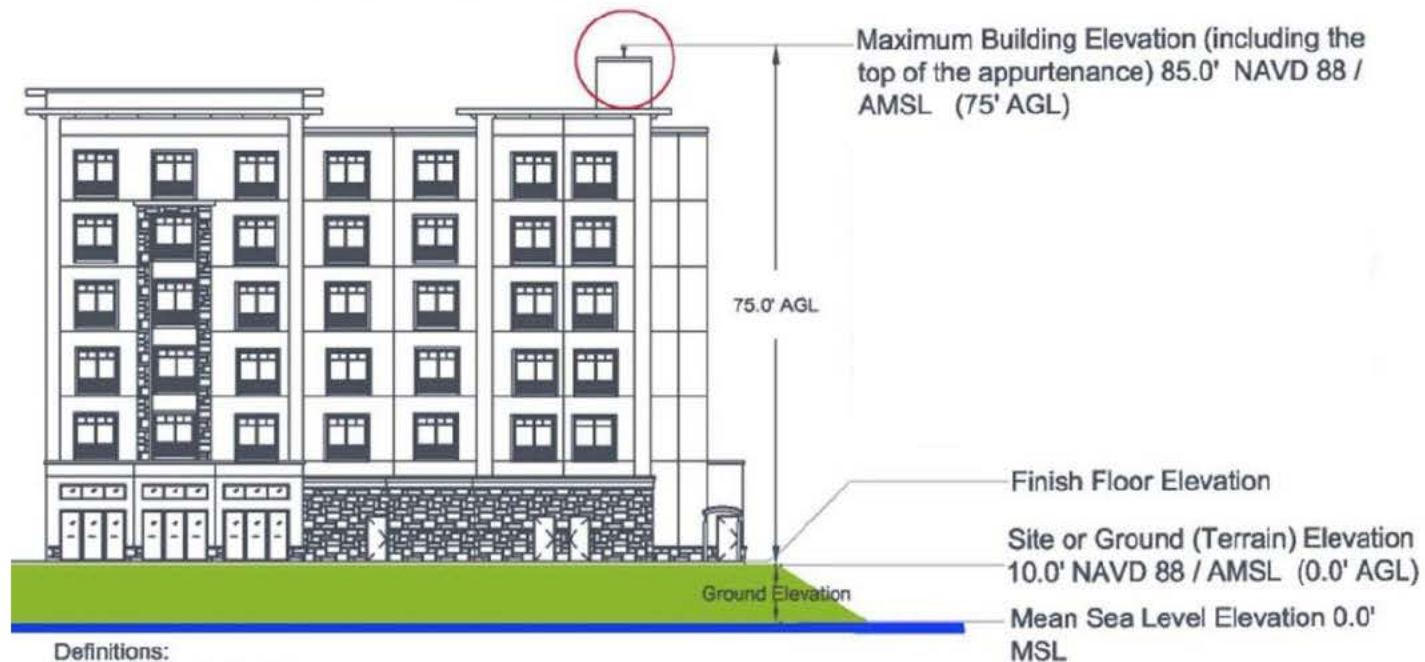 Maximum Building Elevation (including the
top of the appurtenance) 85.0' NAVD 88 /
AMSL (75' AGL)
75.0' AGL
Finish Floor Elevation
Site or Ground (Terrain) Elevation
10.0' NAVD 88 / AMSL (0.0' AGL)
Ground Elevation
Mean Sea Level Elevation 0.0'
MSL
Definitions: